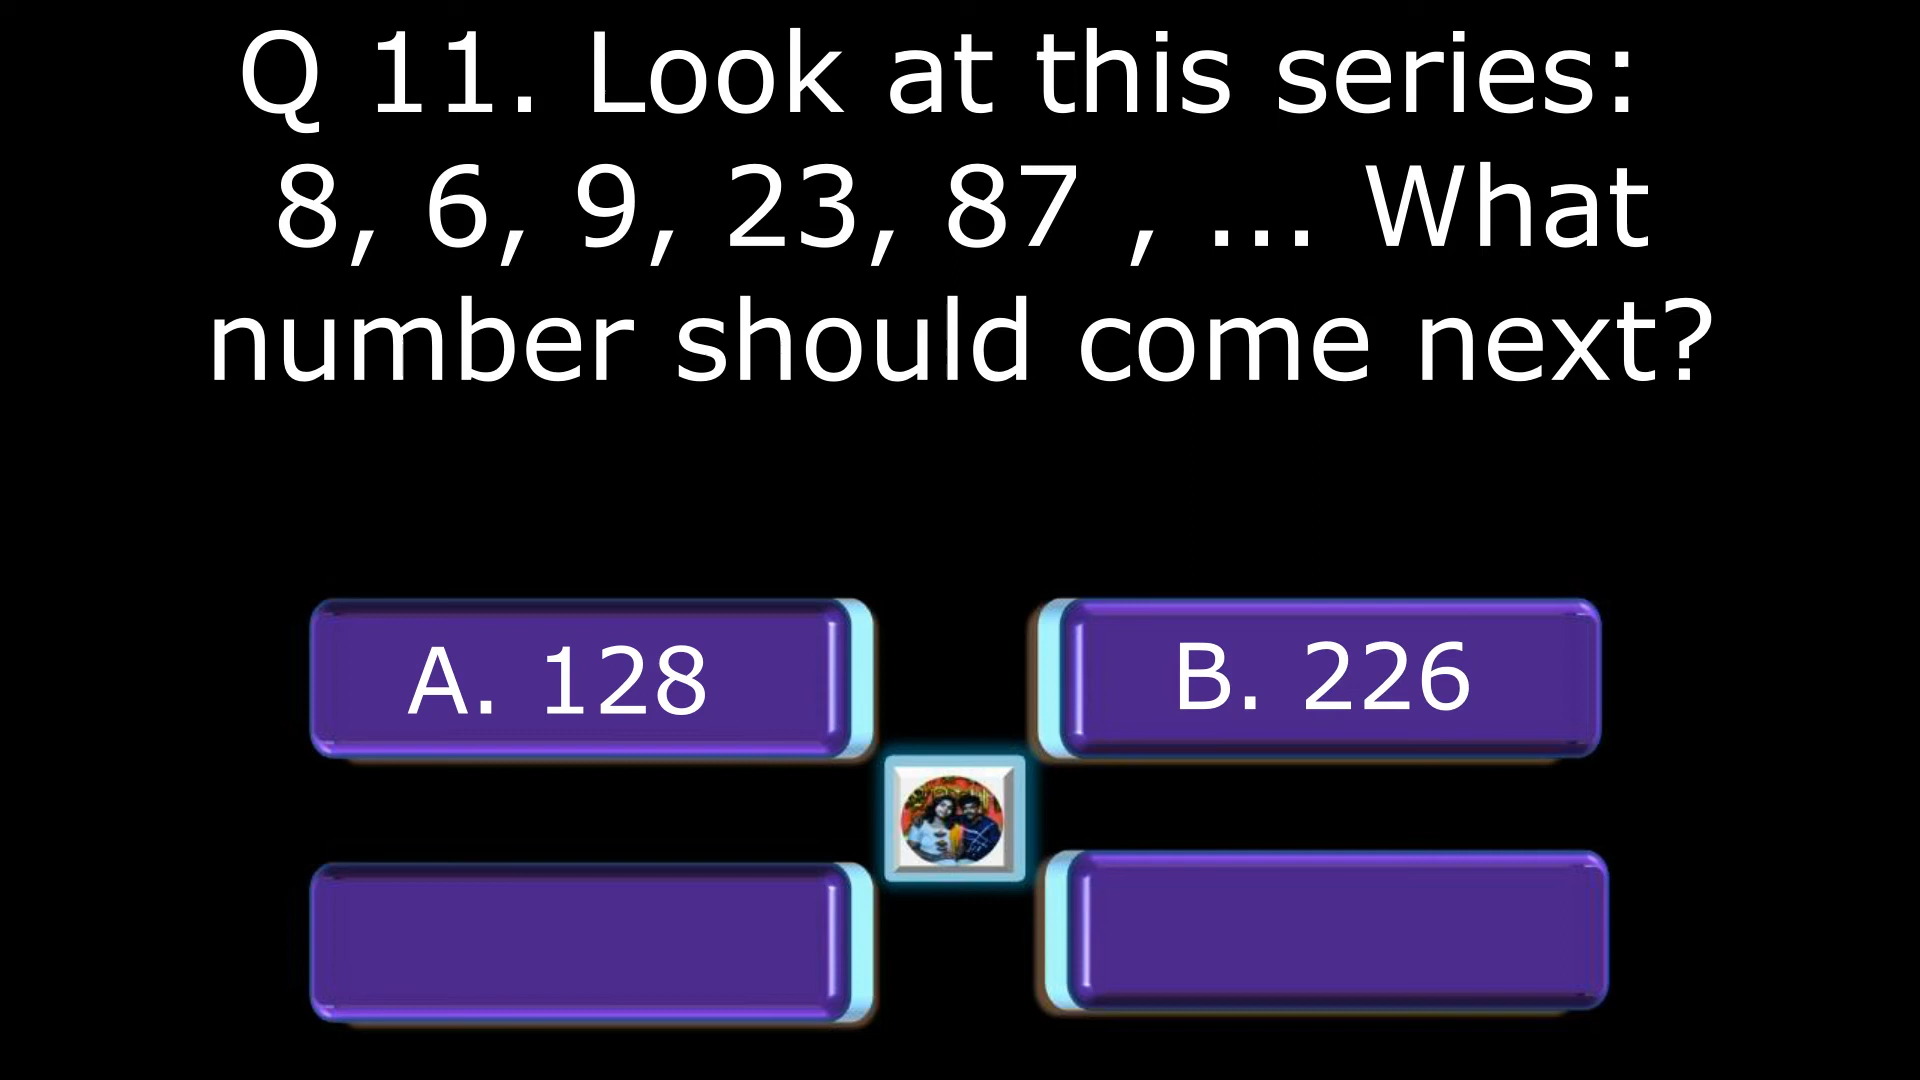 Q 11. Look at this series:
8, 6, 9, 23, 87 , ... What
number should come next?
A. 128
B. 226